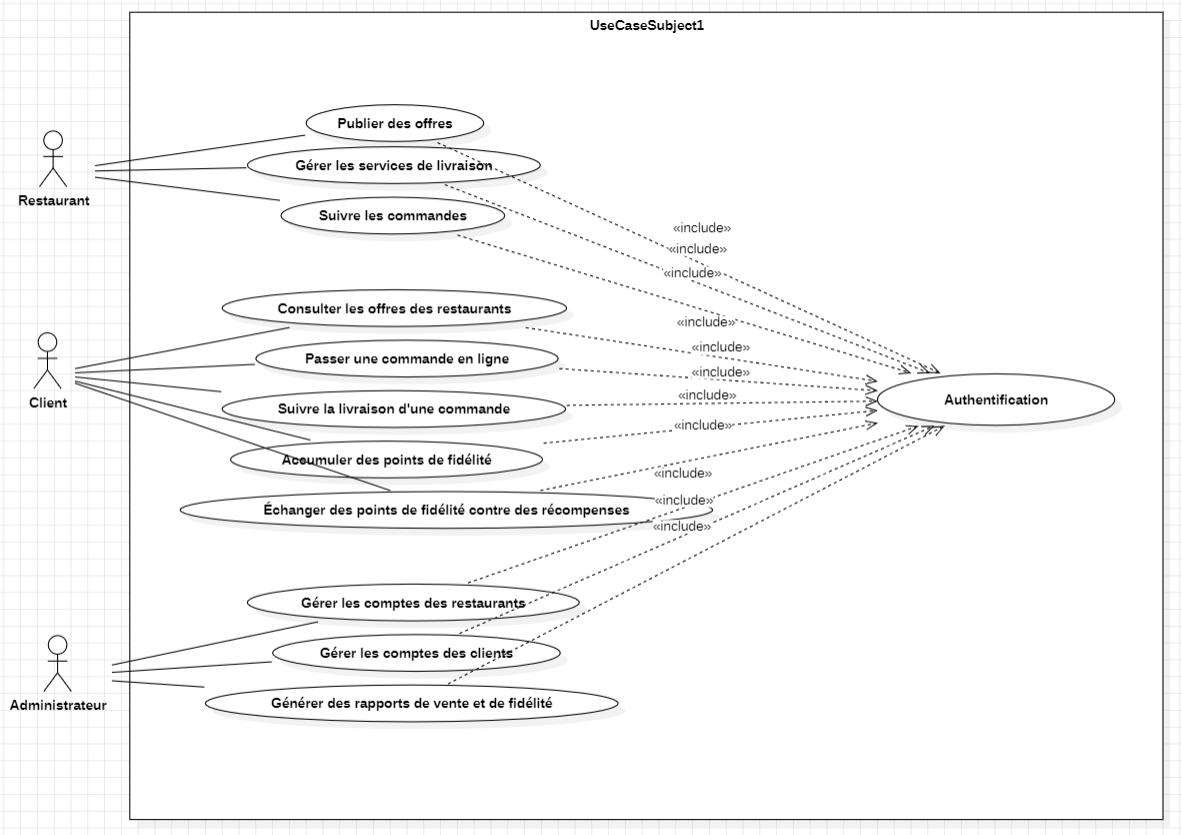 UseCaseSubject1
Publier des offres
Gérer les services de livraison
Restaurant
Suivre les commandes
«include»
«include»
«include»
Consulter les offres des restaurants
«include»
«include»
Passer une commande en ligne
«include»
«include»
Client
Suivre la livraison d'une commande
Authentification
«include»
Accumuler des points de fidélité
«include»
«include»
Échanger des points de fidélité contre des récompenses
«include»
Gérer les comptes des restaurants
Gérer les comptes des clients
Administrateur
Générer des rapports de vente et de fidélité